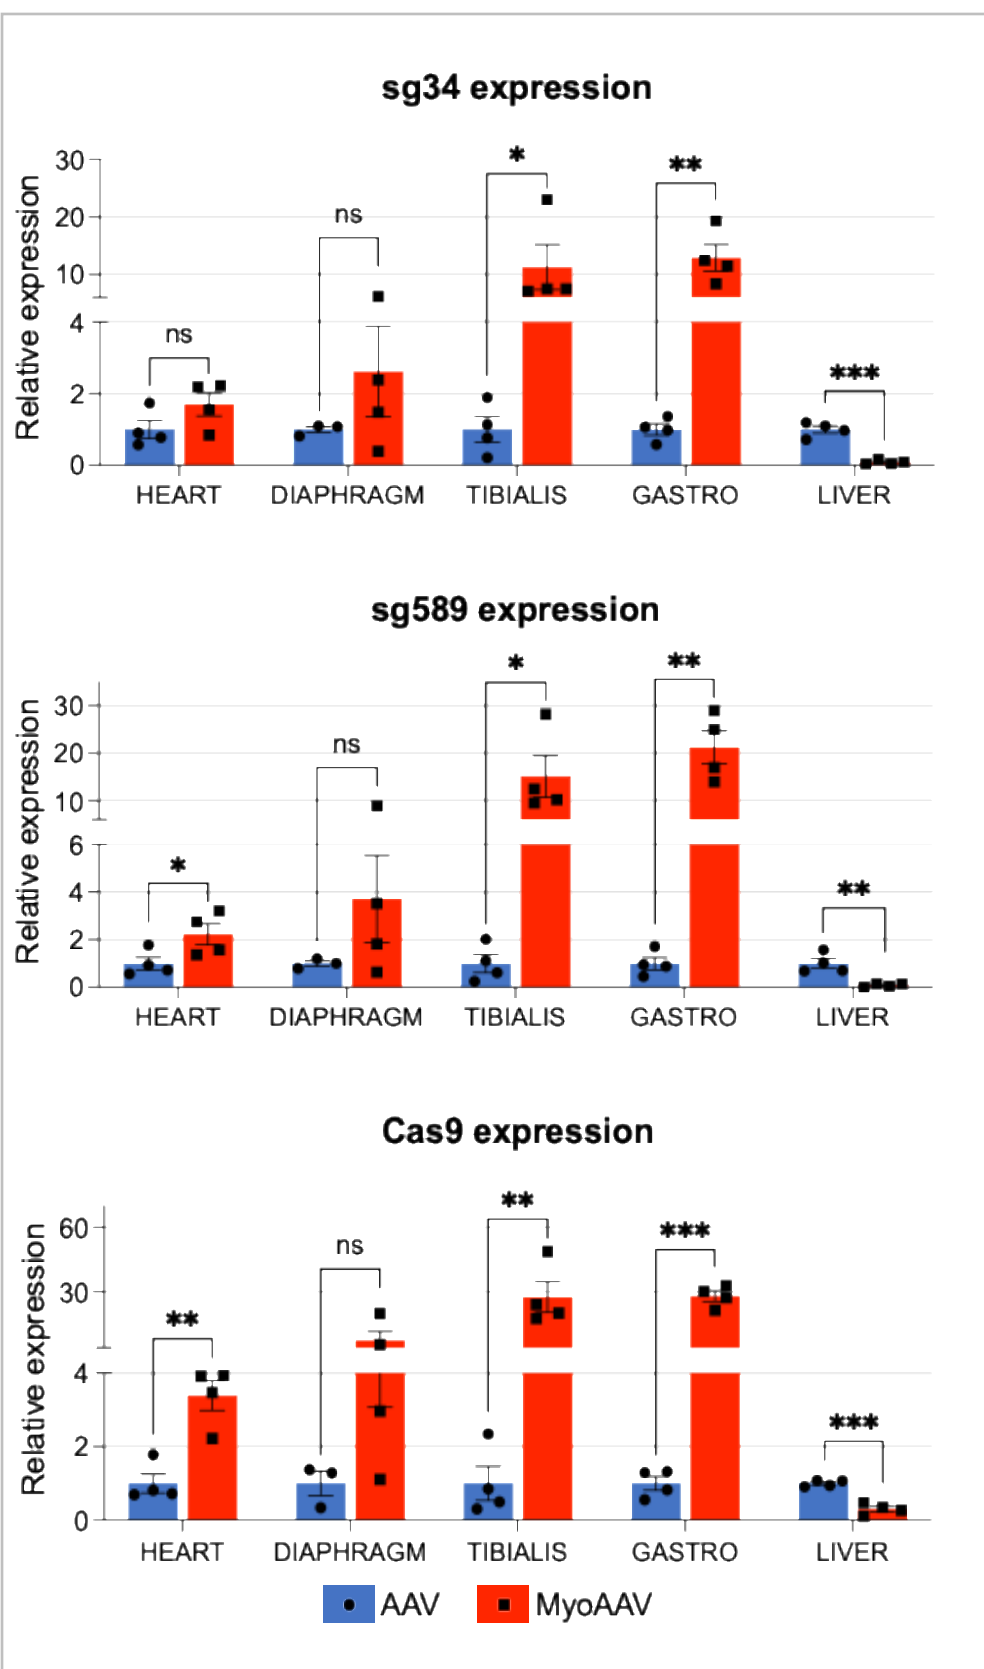 sg34 expression
Relative expression
30
20
10
4
2
0
ns
ns
*
**
***
HEART DIAPHRAGM TIBIALIS GASTRO LIVER
sg589 expression
Relative expression
30
20
10
6
4
2
0
*
ns
*
**
**
HEART DIAPHRAGM TIBIALIS GASTRO LIVER
Cas9 expression
Relative expression
60
30
4
2
0
**
ns
**
***
***
HEART DIAPHRAGM TIBIALIS GASTRO LIVER
AAV MyoAAV